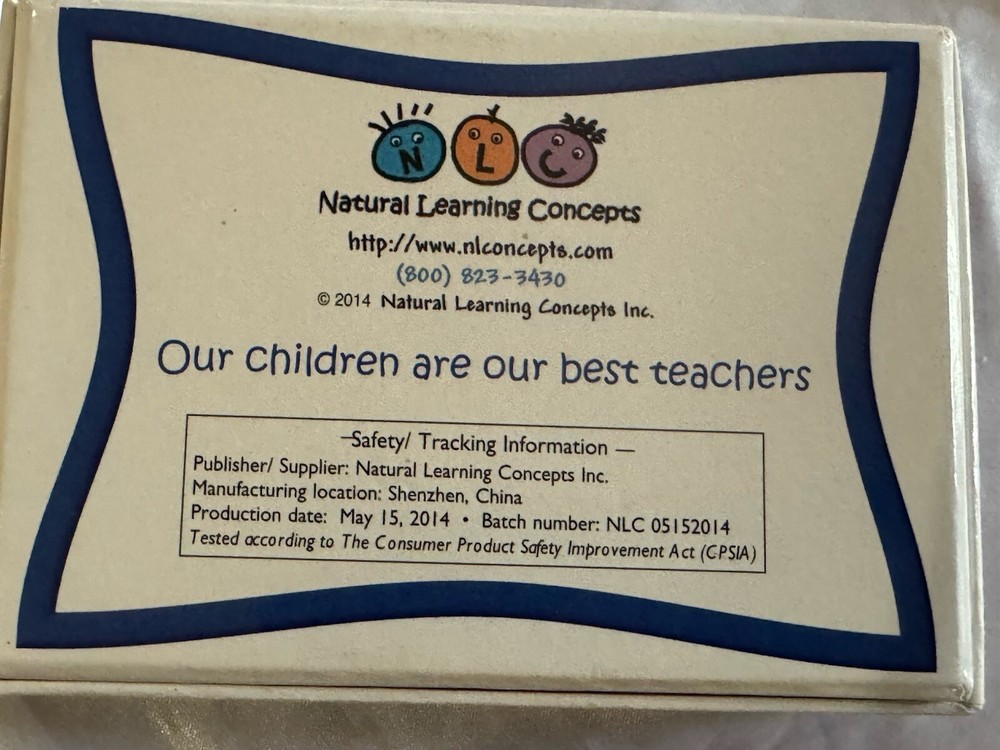 N L C
Natural Learning Concepts
http://www.nlconcepts.com
(800) 823-3430
© 2014 Natural Learning Concepts Inc.
Our children are our best teachers
—Safety/ Tracking Information —
Publisher/ Supplier: Natural Learning Concepts Inc.
Manufacturing location: Shenzhen, China
Production date: May 15, 2014 • Batch number: NLC 05152014
Tested according to The Consumer Product Safety Improvement Act (CPSIA)